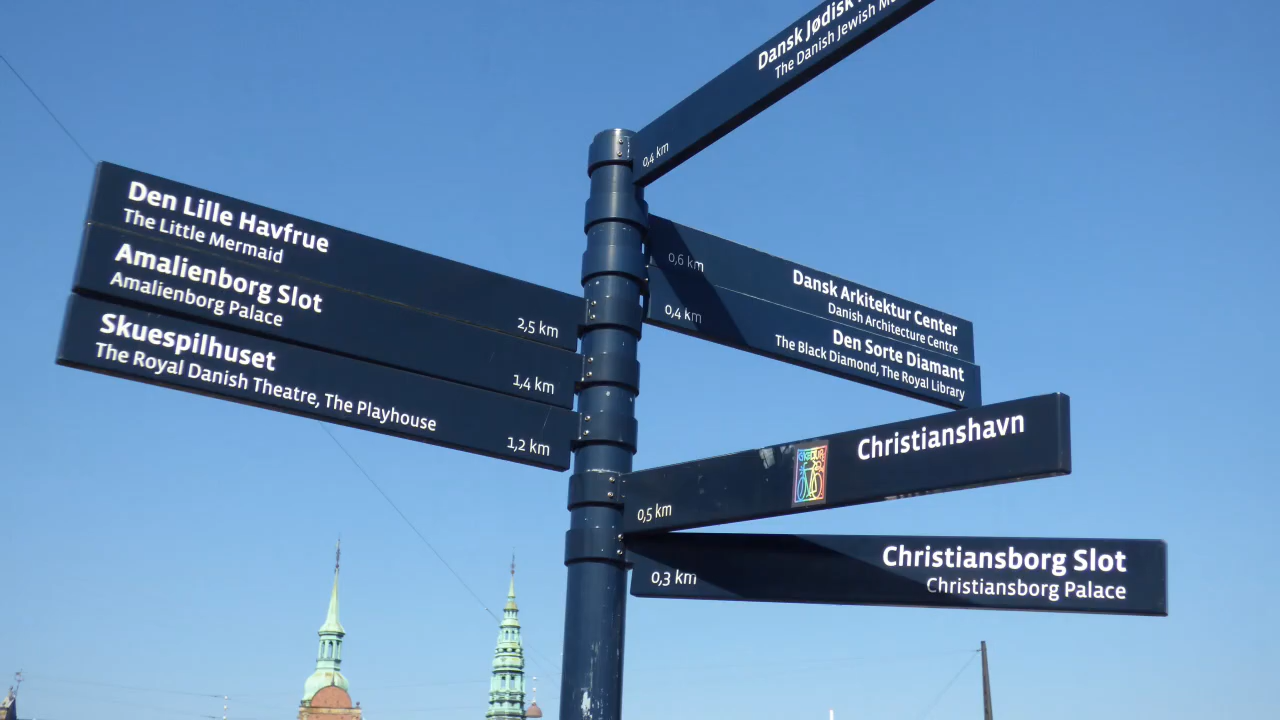 Dansk Jødisk
The Danish Jewish
0,4 km
Den Lille Havfrue
The Little Mermaid
2,5 km
Amalienborg Slot
Amalienborg Palace
1,4 km
Skuespilhuset
The Royal Danish Theatre, The Playhouse
1,2 km
0,6 km
Dansk Arkitektur Center
Danish Architecture Centre
0,4 km
Den Sorte Diamant
The Black Diamond, The Royal Library
Christianshavn
0,5 km
Christiansborg Slot
Christiansborg Palace
0,3 km